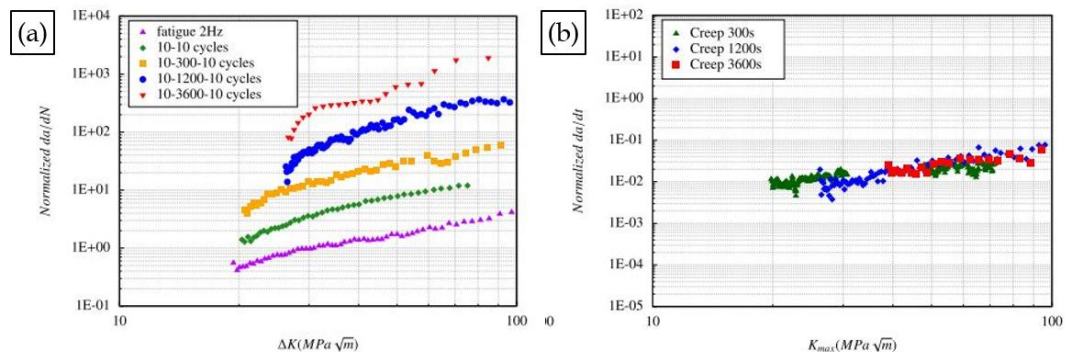 (a)
Normalized da/dN
1E+04
1E+03
1E+02
1E+01
1E+00
1E-01
fatigue 2Hz
10-10 cycles
10-300-10 cycles
10-1200-10 cycles
10-3600-10 cycles
10
100
ΔK(MPa √m)
00
(b)
Normalized da/dt
1E+02
1E+01
1E+00
1E-01
1E-02
1E-03
1E-04
1E-05
Creep 300s
Creep 1200s
Creep 3600s
10
100
Kmax(MPa √m)